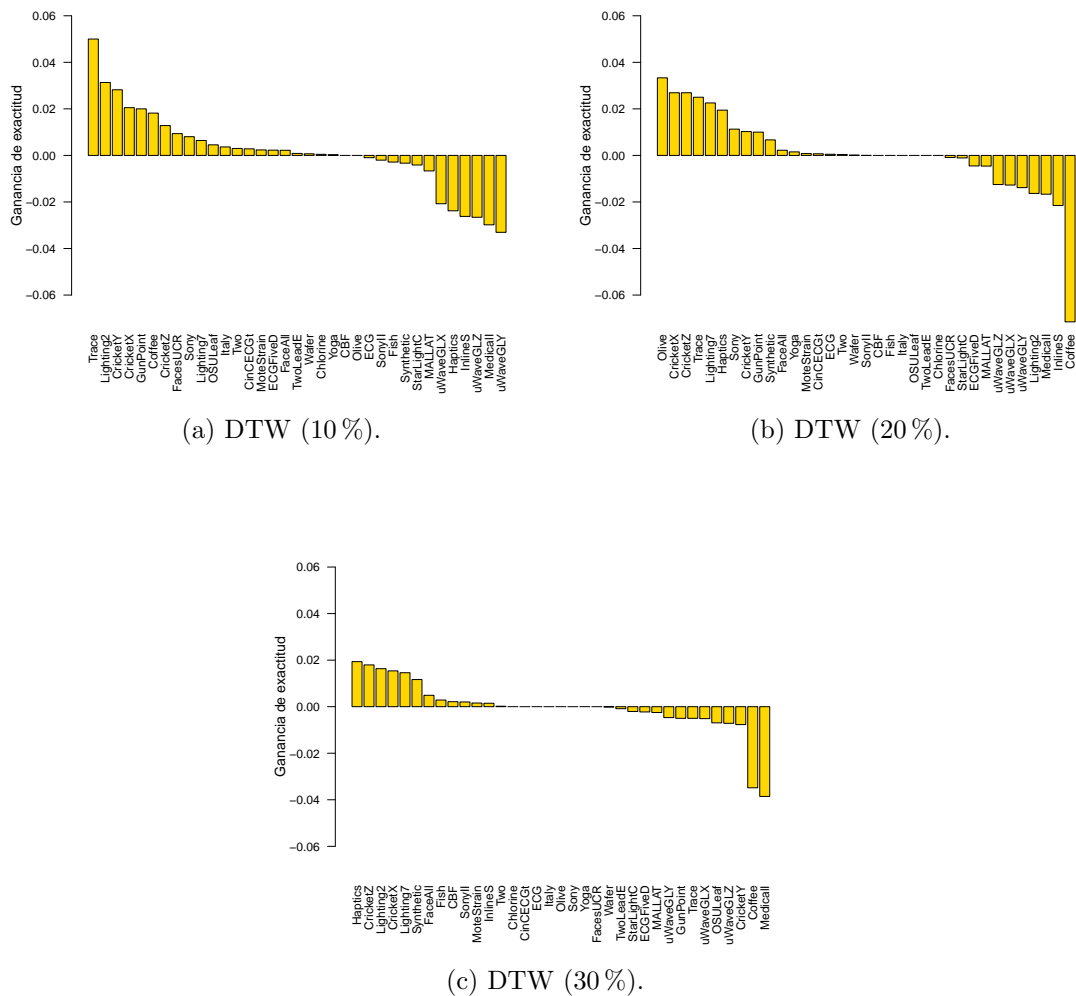 0.06
0.04
0.02
0.00
−0.02
−0.04
−0.06
Ganancia de exactitud
Trace
Lighting2
CricketY
CricketX
GunPoint
Coffee
CricketZ
FacesUCR
Sony
Lighting7
OSULeaf
Italy
Two
CinCECGt
MoteStrain
ECGFiveD
FaceAll
TwoLeadE
Wafer
Chlorine
Yoga
CBF
Olive
ECG
SonyII
Fish
Synthetic
StarLightC
MALLAT
uWaveGLX
Haptics
InlineS
uWaveGLZ
Medicall
uWaveGLY
(a) DTW (10 %).
0.06
0.04
0.02
0.00
−0.02
−0.04
−0.06
Ganancia de exactitud
Olive
CricketX
CricketZ
Trace
Lighting7
Haptics
Sony
CricketY
GunPoint
Synthetic
FaceAll
Yoga
MoteStrain
CinCECGt
ECG
Two
Wafer
SonyII
CBF
Fish
Italy
OSULeaf
TwoLeadE
Chlorine
FacesUCR
StarLightC
ECGFiveD
MALLAT
uWaveGLZ
uWaveGLX
uWaveGLY
Lighting2
Medicall
InlineS
Coffee
(b) DTW (20 %).
0.06
0.04
0.02
0.00
−0.02
−0.04
−0.06
Ganancia de exactitud
Haptics
CricketZ
Lighting2
CricketX
Lighting7
Synthetic
FaceAll
Fish
CBF
SonyII
MoteStrain
InlineS
Two
Chlorine
CinCECGt
ECG
Italy
Olive
Sony
Yoga
FacesUCR
Wafer
TwoLeadE
StarLightC
ECGFiveD
MALLAT
uWaveGLY
GunPoint
Trace
uWaveGLX
OSULeaf
uWaveGLZ
CricketY
Coffee
Medicall
(c) DTW (30 %).